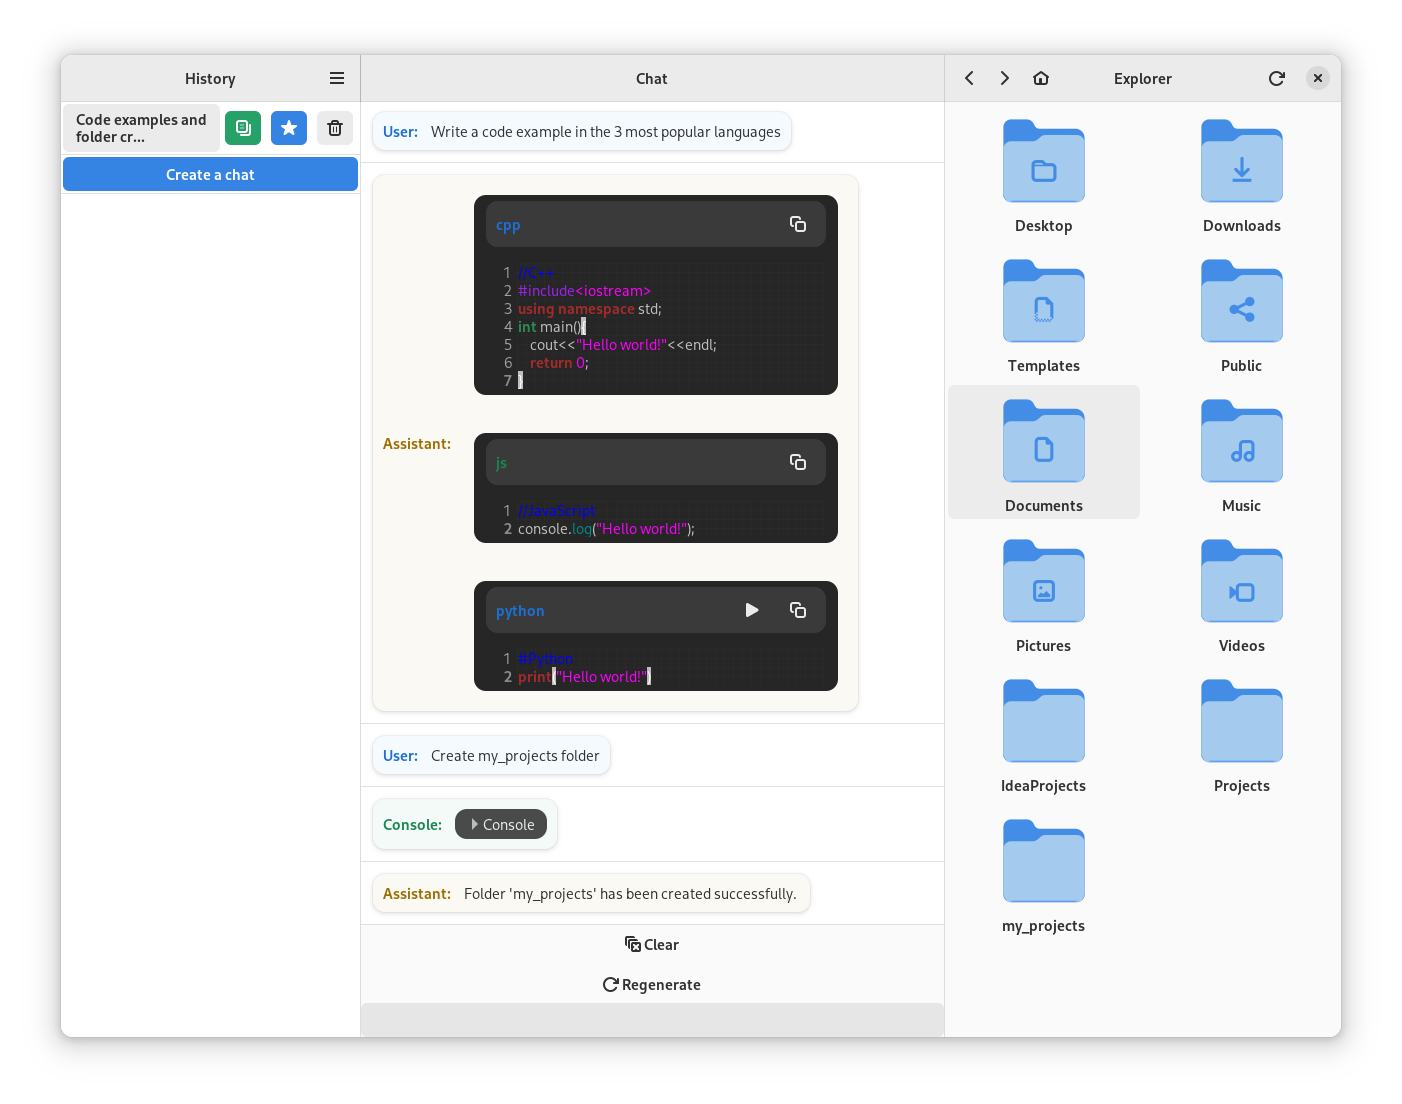 History
Chat
Explorer
Code examples and
folder cr...
Create a chat
User: Write a code example in the 3 most popular languages
cpp
1 //C++
2 #include<iostream>
3 using namespace std;
4 int main(){
5 cout<<"Hello world!"<<endl;
6 return 0;
7 }
Assistant:
js
1 //JavaScript
2 console.log("Hello world!");
python
1 #Python
2 print("Hello world!")
User: Create my_projects folder
Console: Console
Assistant: Folder 'my_projects' has been created successfully.
Clear
Regenerate
Desktop
Downloads
Templates
Public
Documents
Music
Pictures
Videos
IdeaProjects
Projects
my_projects